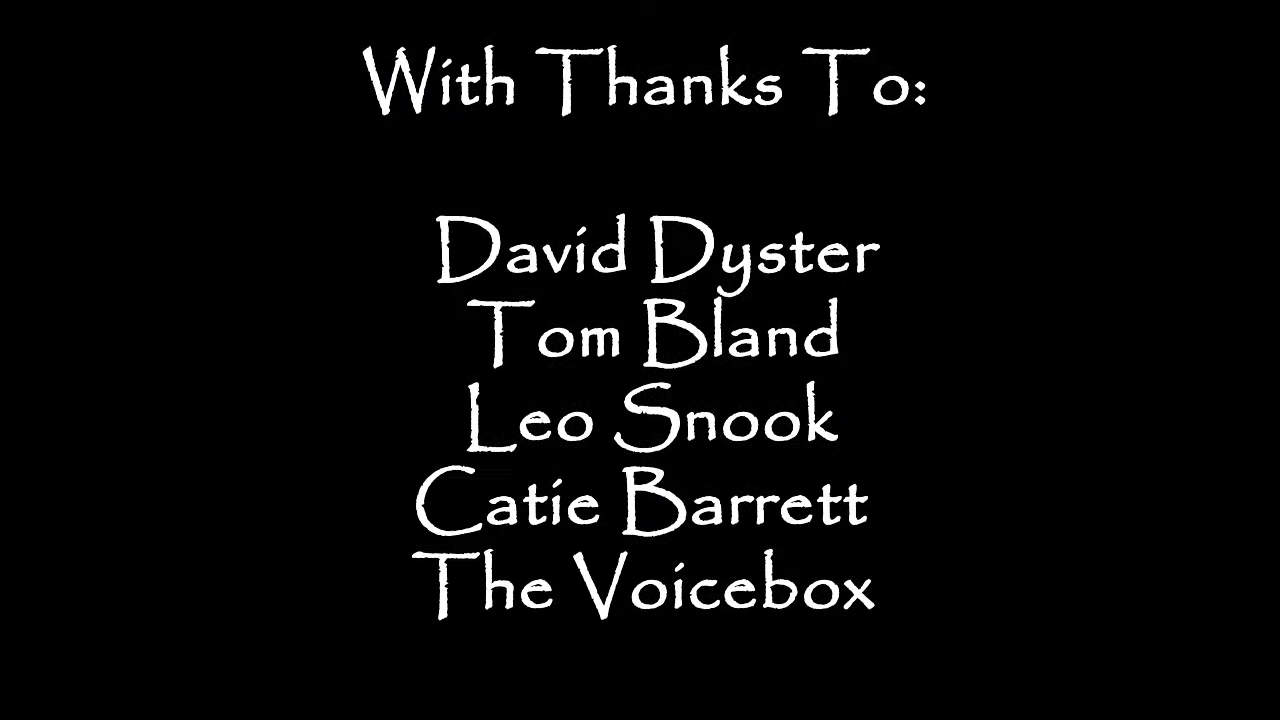 With Thanks To:
David Dyster
Tom Bland
Leo Snook
Catie Barrett
The Voicebox